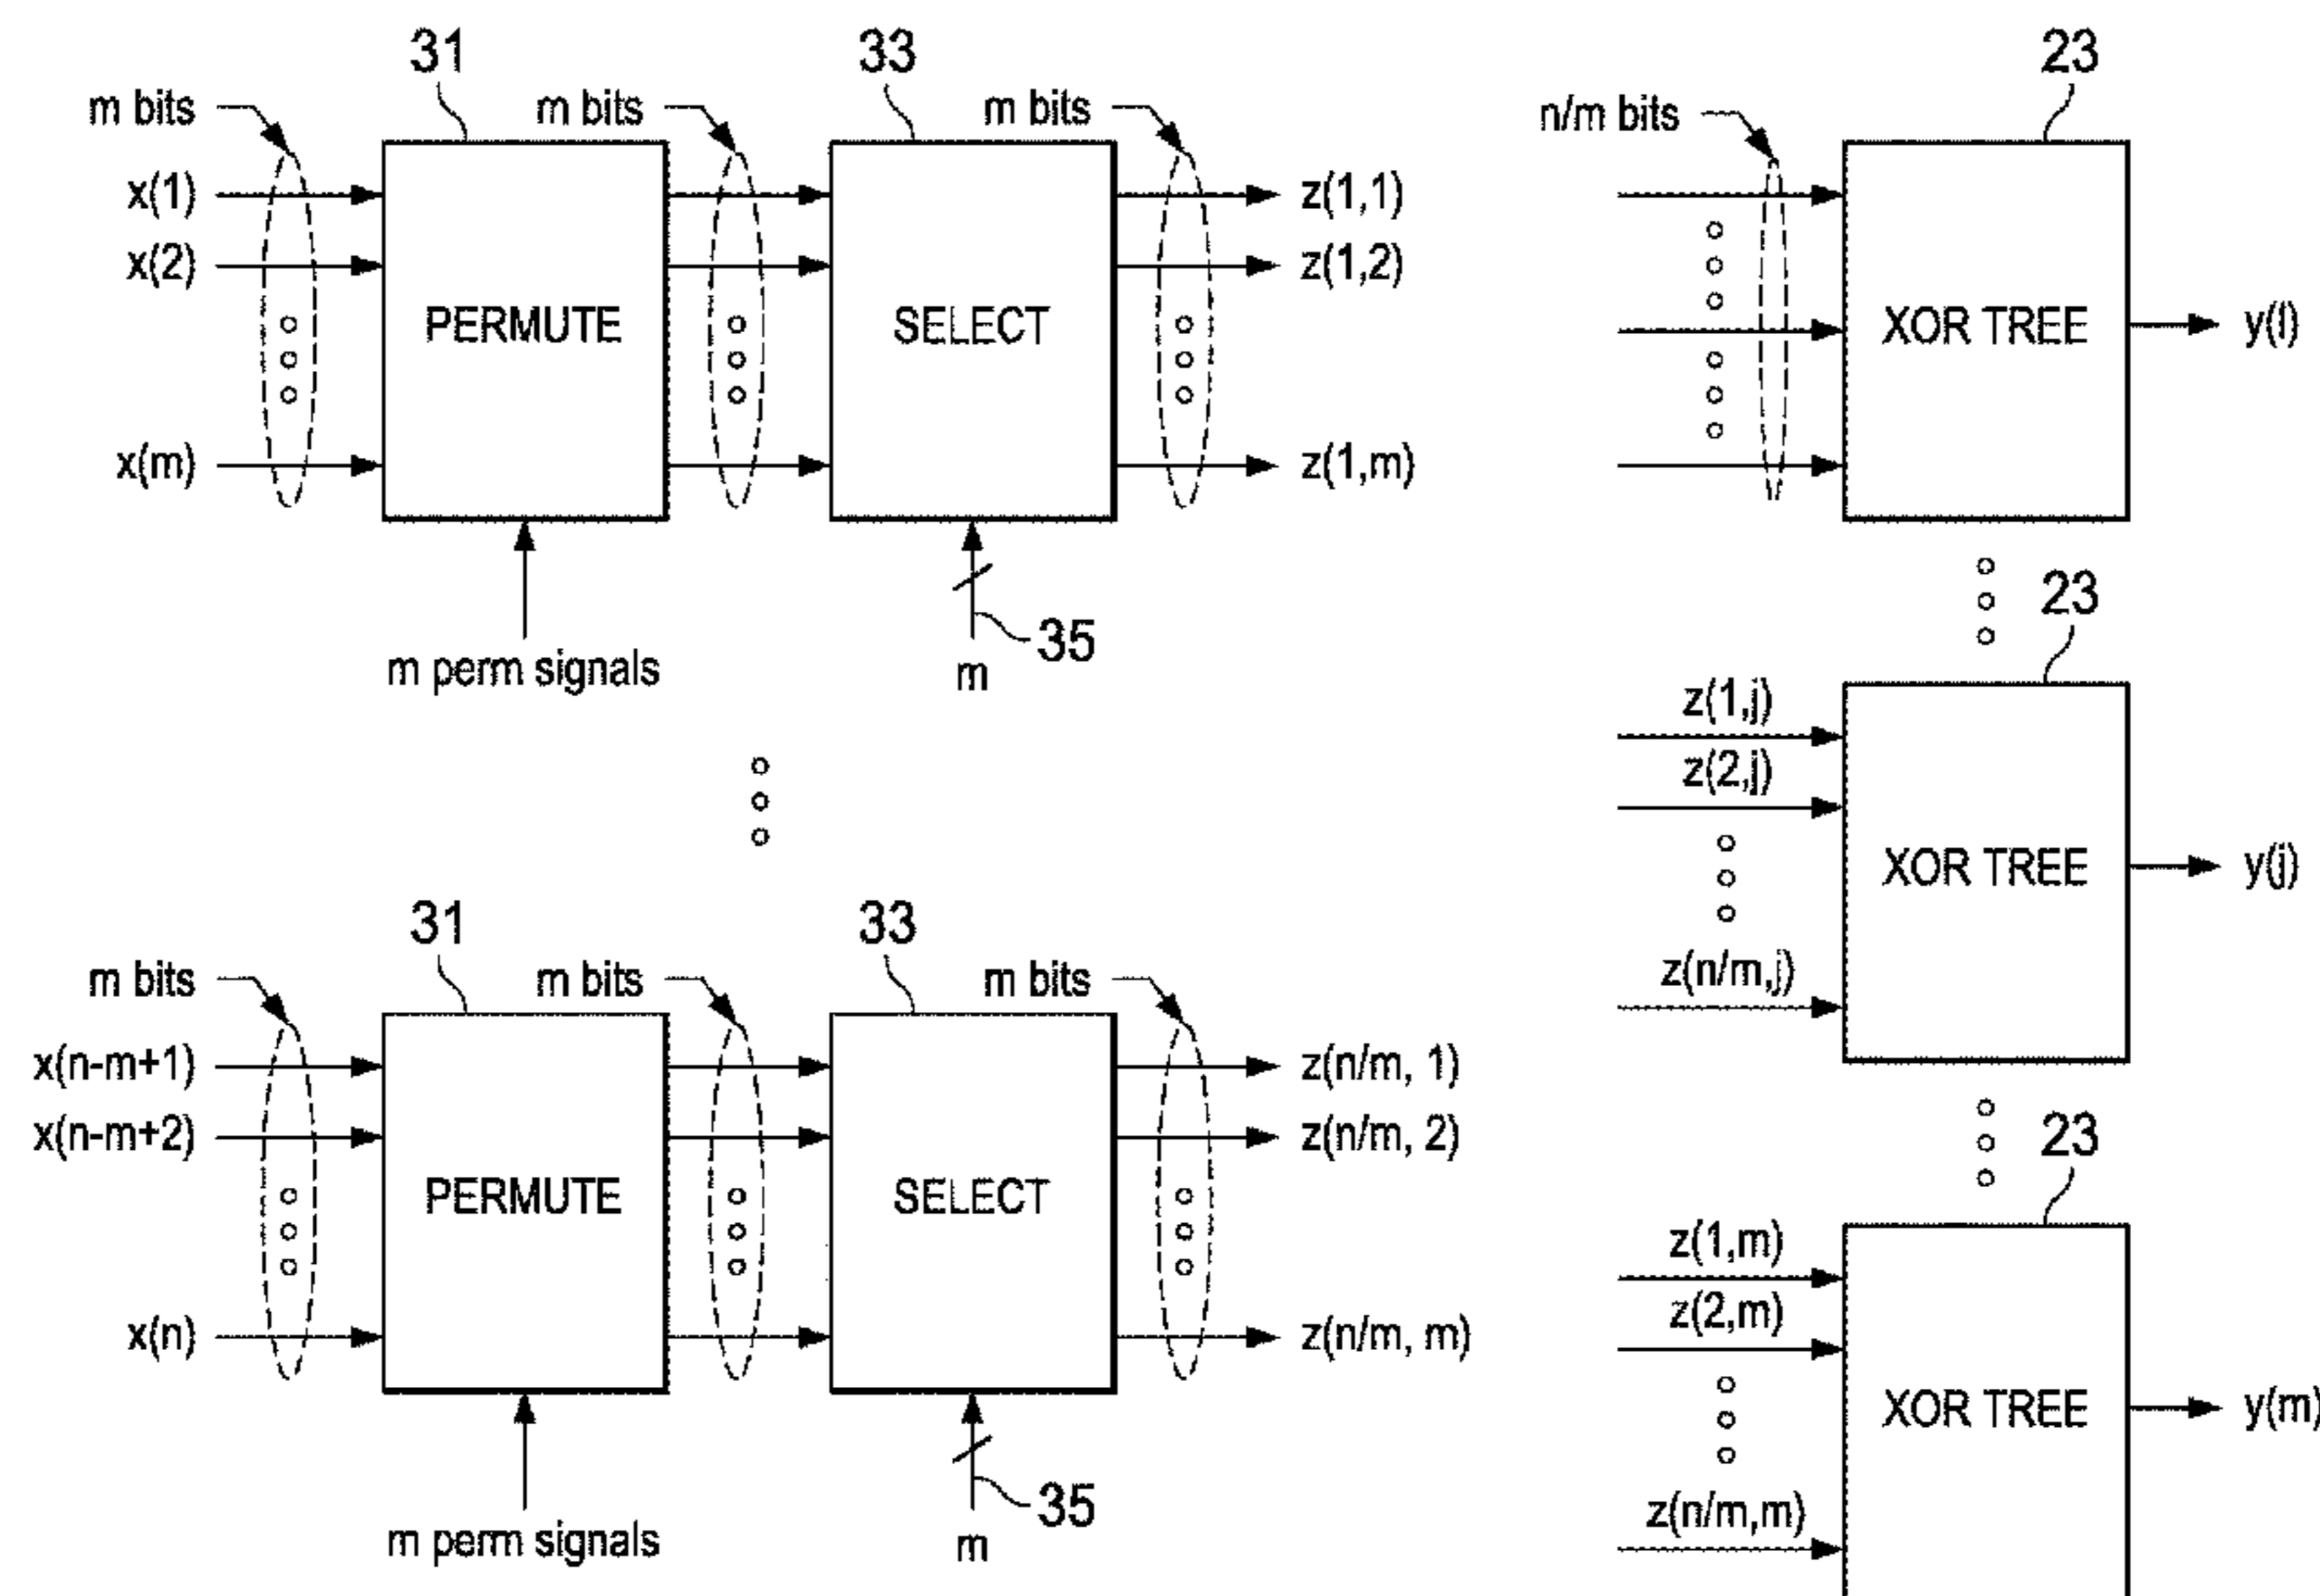 31
33
23
m bits
m bits
m bits
n/m bits
x(1)
x(2)
x(m)
PERMUTE
SELECT
z(1,1)
z(1,2)
z(1,m)
XOR TREE
y(l)
m perm signals
35
m
23
z(1,j)
z(2,j)
z(n/m,j)
XOR TREE
y(j)
31
33
m bits
m bits
m bits
x(n-m+1)
x(n-m+2)
x(n)
PERMUTE
SELECT
z(n/m, 1)
z(n/m, 2)
z(n/m, m)
m perm signals
35
m
23
z(1,m)
z(2,m)
z(n/m,m)
XOR TREE
y(m)